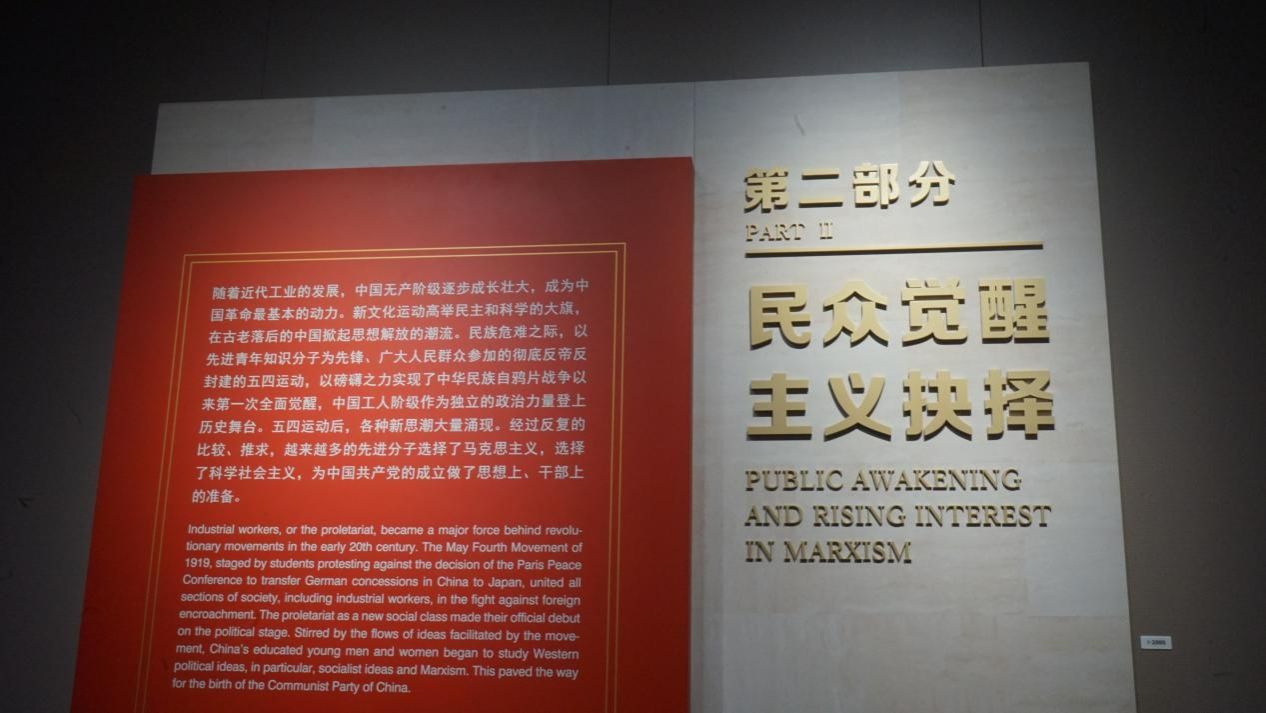 随着近代工业的发展，中国无产阶级逐步成长壮大，成为中
国革命最基本的动力。新文化运动高举民主和科学的大旗，
在古老落后的中国掀起思想解放的潮流。民族危难之际，以
先进青年知识分子为先锋、广大人民群众参加的彻底反帝反
封建的五四运动，以磅礴之力实现了中华民族自鸦片战争以
来第一次全面觉醒，中国工人阶级作为独立的政治力量登上
历史舞台。五四运动后，各种新思潮大量涌现。经过反复的
比较、推求，越来越多的先进分子选择了马克思主义，选择
了科学社会主义，为中国共产党的成立做了思想上、干部上
的准备。
Industrial workers, or the proletariat, became a major force behind revolu-
tionary movements in the early 20th century. The May Fourth Movement of
1919, staged by students protesting against the decision of the Paris Peace
Conference to transfer German concessions in China to Japan, united all
sections of society, including industrial workers, in the fight against foreign
encroachment. The proletariat as a new social class made their official debut
on the political stage. Stirred by the flows of ideas facilitated by the move-
ment, China's educated young men and women began to study Western
political ideas, in particular, socialist ideas and Marxism. This paved the way
for the birth of the Communist Party of China.
第二部分
PART II
民众觉醒
主义抉择
PUBLIC AWAKENING
AND RISING INTEREST
IN MARXISM